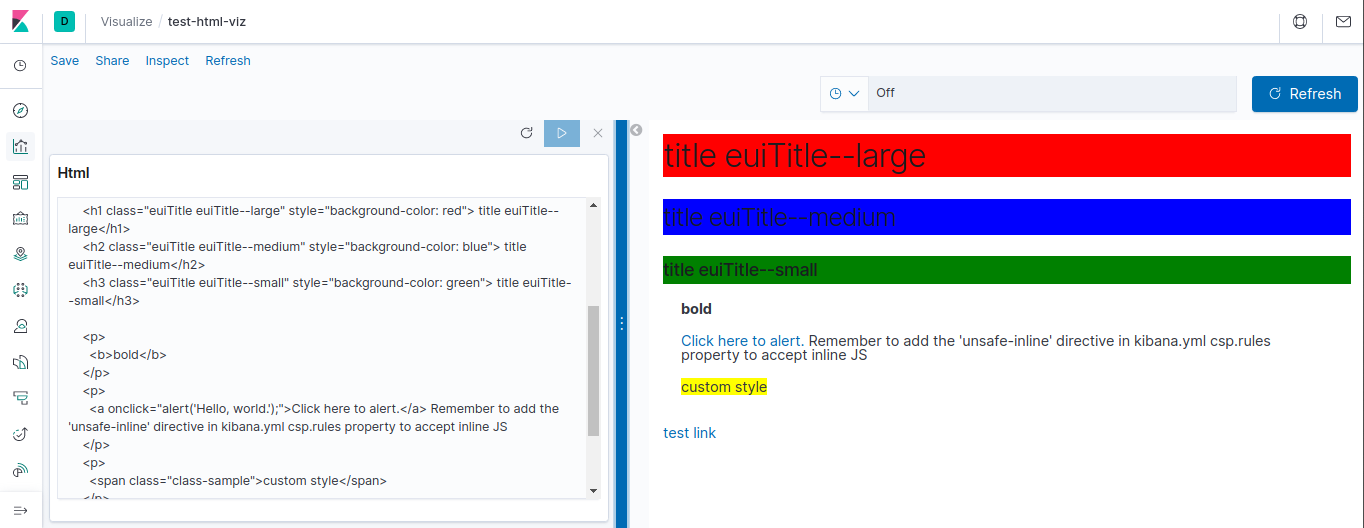 D Visualize / test-html-viz
Save Share Inspect Refresh
Off
Refresh
Html
<h1 class="euiTitle euiTitle--large" style="background-color: red"> title euiTitle--
large</h1>
<h2 class="euiTitle euiTitle--medium" style="background-color: blue"> title
euiTitle--medium</h2>
<h3 class="euiTitle euiTitle--small" style="background-color: green"> title euiTitle-
-small</h3>
<p>
<b>bold</b>
</p>
<p>
<a onclick="alert('Hello, world.');">Click here to alert.</a> Remember to add the
'unsafe-inline' directive in kibana.yml csp.rules property to accept inline JS
</p>
<p>
<span class="class-sample">custom style</span>
</p>
title euiTitle--large
title euiTitle--medium
title euiTitle--small
bold
Click here to alert. Remember to add the 'unsafe-inline' directive in kibana.yml csp.rules
property to accept inline JS
custom style
test link